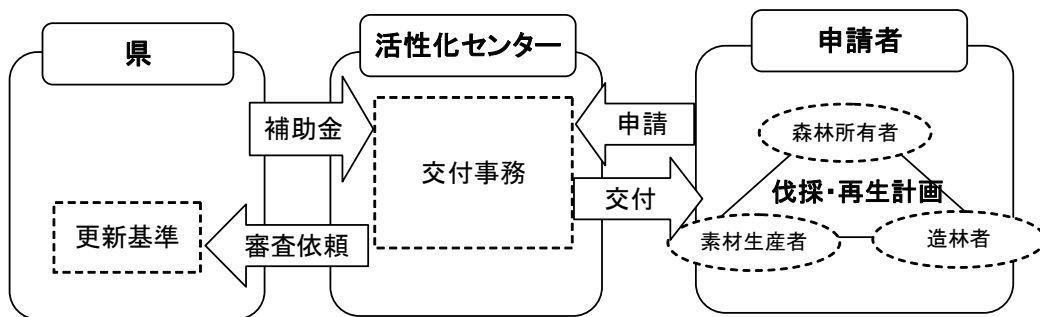 県
活性化センター
申請者
補助金
申請
森林所有者
交付事務
伐採・再生計画
交付
更新基準
審査依頼
素材生産者
造林者